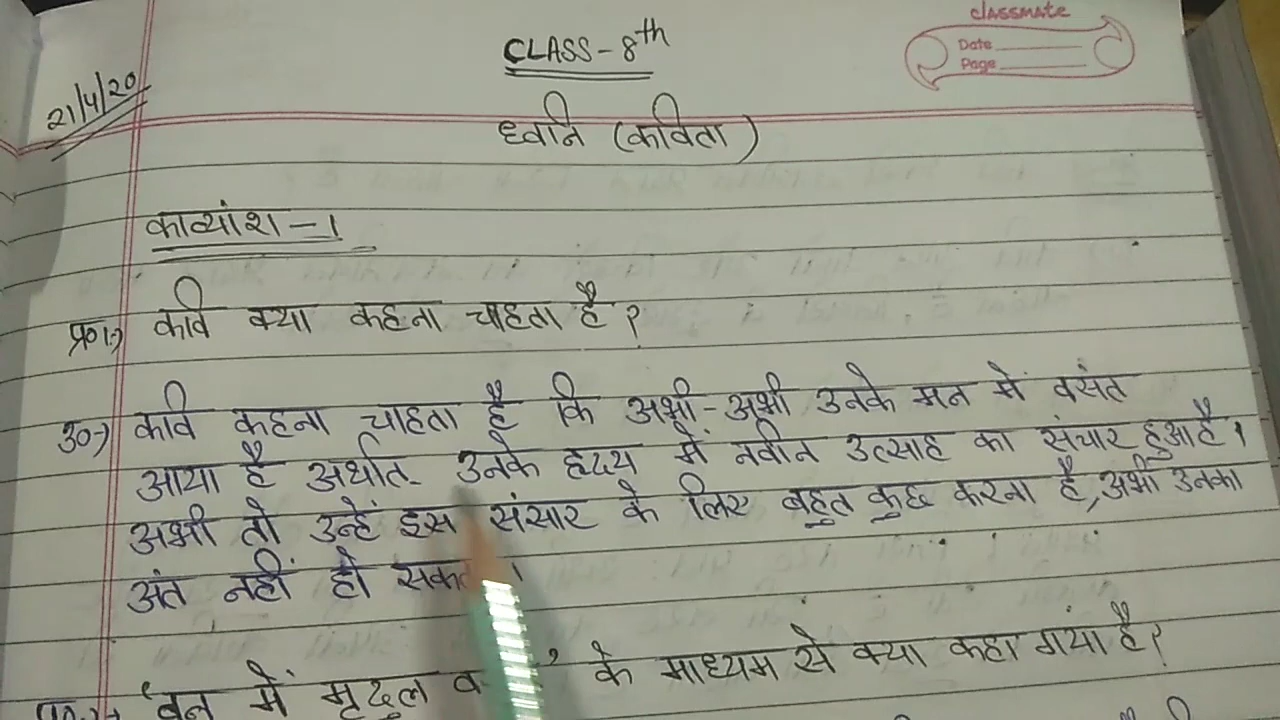 classmate
Date
Page
CLASS - 8th
21/4/20
ध्वनि (कविता)
काव्यांश - 1
प्र०1-) कवि क्या कहना चाहता है ?
उ०-) कवि कहना चाहता है कि अभी-अभी उनके मन में वसंत
आया है अर्थात उनके हृदय में नवीन उत्साह का संचार हुआ है।
अभी तो उन्हें इस संसार के लिए बहुत कुछ करना है, अभी उनका
अंत नहीं हो सकता।
'वन में मृदुल के माध्यम से क्या कहा गया है ?